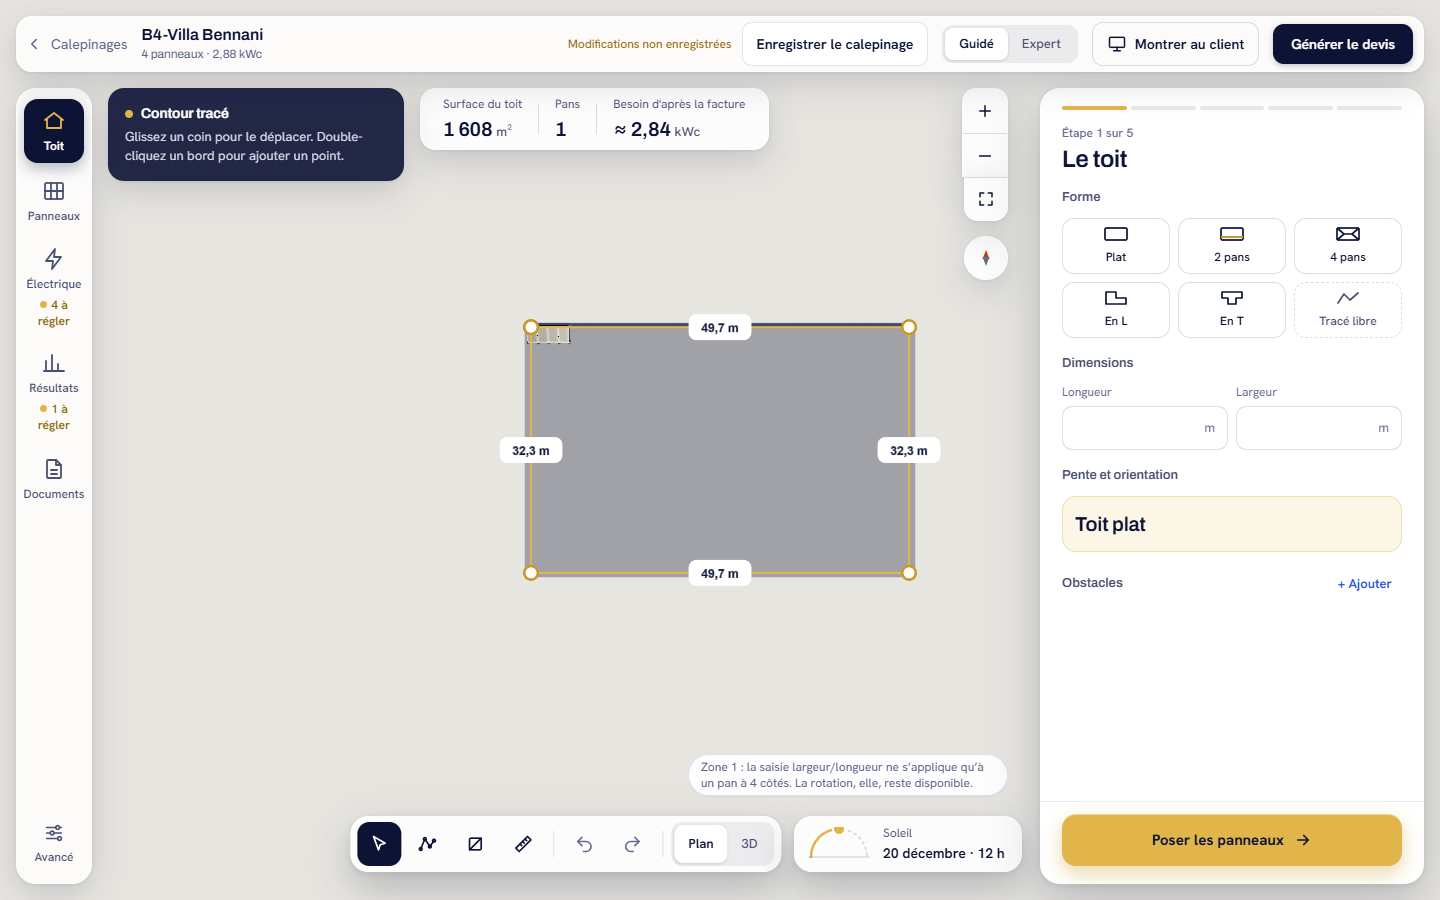 Calepinages
B4-Villa Bennani
4 panneaux · 2,88 kWc
Modifications non enregistrées
Enregistrer le calepinage
Guidé
Expert
Montrer au client
Générer le devis
Toit
Panneaux
Électrique
4 à
régler
Résultats
1 à
régler
Documents
Avancé
Contour tracé
Glissez un coin pour le déplacer. Double-
cliquez un bord pour ajouter un point.
Surface du toit
1 608 m²
Pans
1
Besoin d'après la facture
≈ 2,84 kWc
49,7 m
32,3 m
32,3 m
49,7 m
Zone 1 : la saisie largeur/longueur ne s’applique qu’à
un pan à 4 côtés. La rotation, elle, reste disponible.
Plan
3D
Soleil
20 décembre · 12 h
Étape 1 sur 5
Le toit
Forme
Plat
2 pans
4 pans
En L
En T
Tracé libre
Dimensions
Longueur
Largeur
m
m
Pente et orientation
Toit plat
Obstacles
+ Ajouter
Poser les panneaux